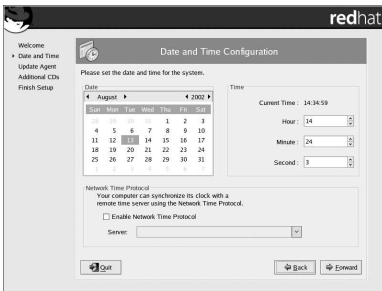 redhat
Welcome
Date and Time
Update Agent
Additional CDs
Finish Setup
Date and Time Configuration
Please set the date and time for the system.
Date
August 2002
Sun Mon Tue Wed Thu Fri Sat
28 29 30 31 1 2 3
4 5 6 7 8 9 10
11 12 13 14 15 16 17
18 19 20 21 22 23 24
25 26 27 28 29 30 31
1 2 3 4 5 6 7
Time
Current Time : 14:34:59
Hour : 14
Minute : 24
Second : 3
Network Time Protocol
Your computer can synchronize its clock with a
remote time server using the Network Time Protocol.
Enable Network Time Protocol
Server:
Quit
Back
Forward